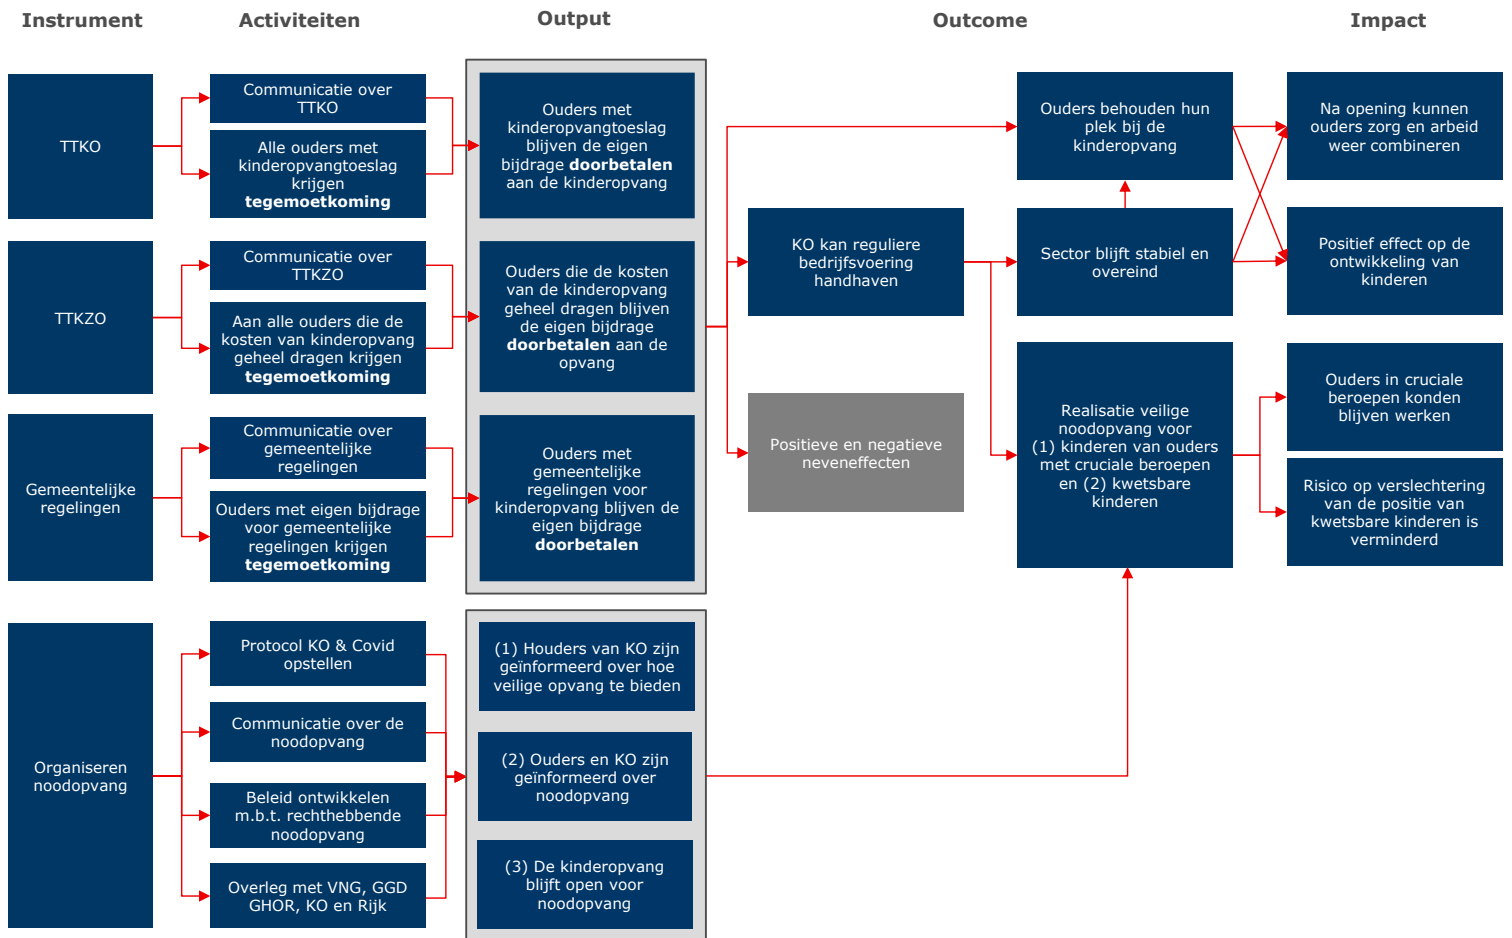 Instrument
Activiteiten
Output
Outcome
Impact
TTKO
Communicatie over
TTKO
Alle ouders met
kinderopvangtoeslag
krijgen
tegemoetkoming
Ouders met
kinderopvangtoeslag
blijven de eigen
bijdrage doorbetalen
aan de kinderopvang
Ouders behouden hun
plek bij de
kinderopvang
Na opening kunnen
ouders zorg en arbeid
weer combineren
TTKZO
Communicatie over
TTKZO
Aan alle ouders die de
kosten van kinderopvang
geheel dragen krijgen
tegemoetkoming
Ouders die de kosten
van de kinderopvang
geheel dragen blijven
de eigen bijdrage
doorbetalen aan de
opvang
KO kan reguliere
bedrijfsvoering
handhaven
Sector blijft stabiel en
overeind
Positief effect op de
ontwikkeling van
kinderen
Gemeentelijke
regelingen
Communicatie over
gemeentelijke
regelingen
Ouders met eigen bijdrage
voor gemeentelijke
regelingen krijgen
tegemoetkoming
Ouders met
gemeentelijke
regelingen voor
kinderopvang blijven de
eigen bijdrage
doorbetalen
Positieve en negatieve
neveneffecten
Realisatie veilige
noodopvang voor
(1) kinderen van ouders
met cruciale beroepen
en (2) kwetsbare
kinderen
Ouders in cruciale
beroepen konden
blijven werken
Risico op verslechtering
van de positie van
kwetsbare kinderen is
verminderd
Organiseren
noodopvang
Protocol KO & Covid
opstellen
Communicatie over de
noodopvang
Beleid ontwikkelen
m.b.t. rechthebbende
noodopvang
Overleg met VNG, GGD
GHOR, KO en Rijk
(1) Houders van KO zijn
geïnformeerd over hoe
veilige opvang te bieden
(2) Ouders en KO zijn
geïnformeerd over
noodopvang
(3) De kinderopvang
blijft open voor
noodopvang